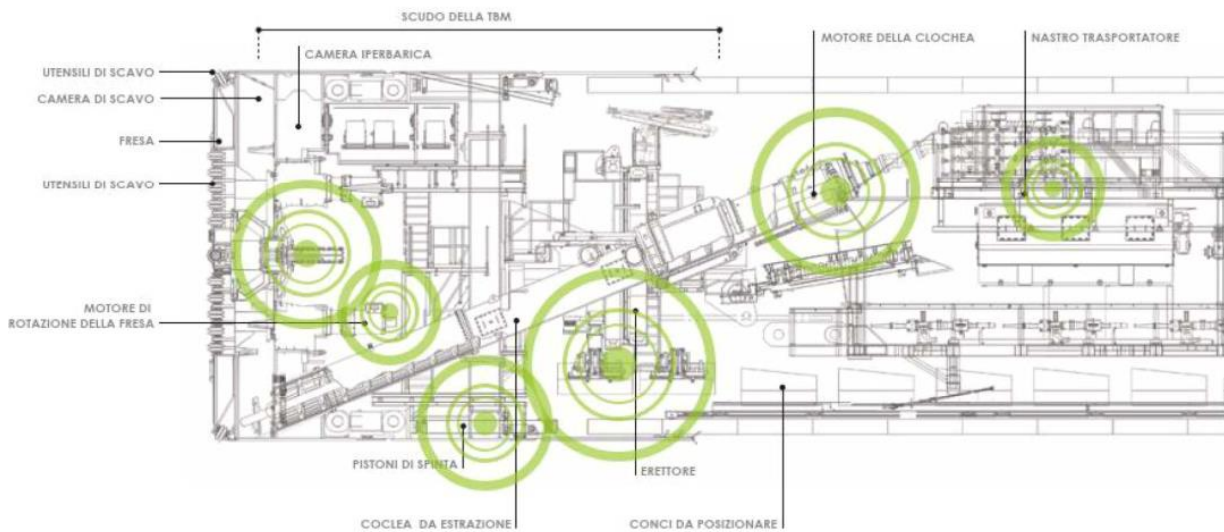 SCUDO DELLA TBM
MOTORE DELLA CLOCHEA
NASTRO TRASPORTATORE
CAMERA IPERBARICA
UTENSILI DI SCAVO
CAMERA DI SCAVO
FRESA
UTENSILI DI SCAVO
MOTORE DI
ROTAZIONE DELLA FRESA
PISTONI DI SPINTA
ERETTORE
COCLEA DA ESTRAZIONE
CONCI DA POSIZIONARE